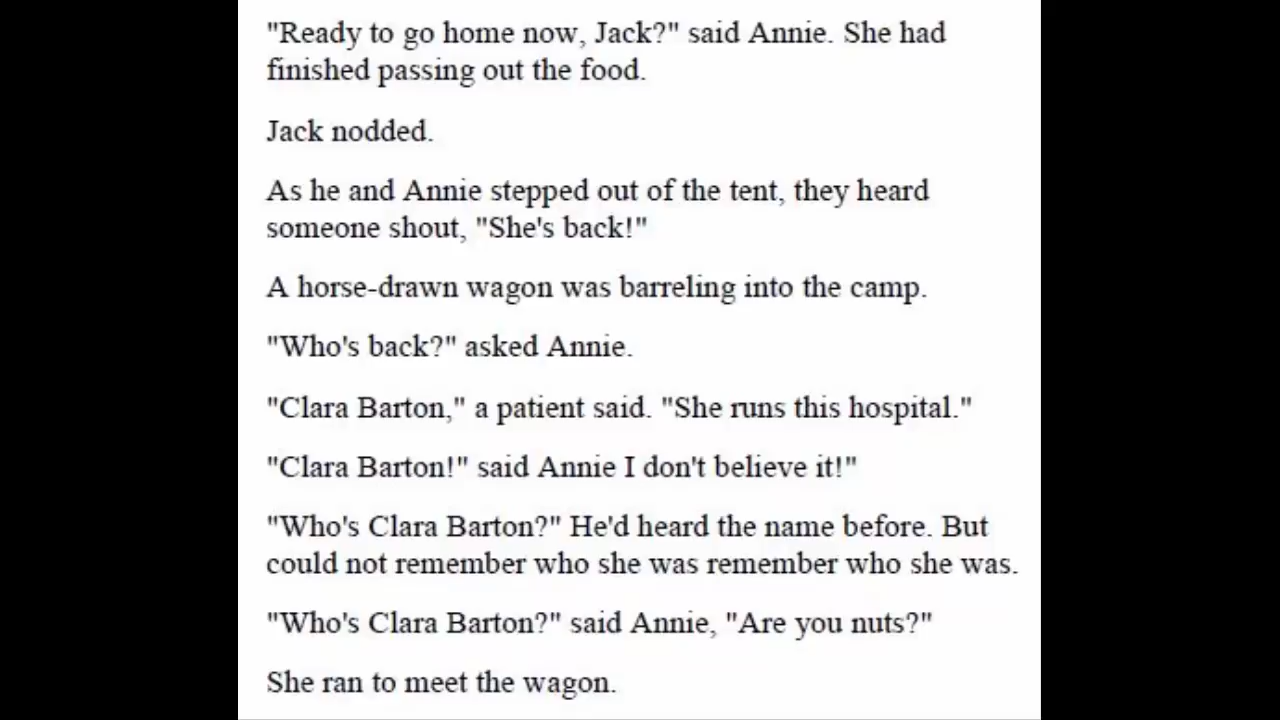 "Ready to go home now, Jack?" said Annie. She had
finished passing out the food.
Jack nodded.
As he and Annie stepped out of the tent, they heard
someone shout, "She's back!"
A horse-drawn wagon was barreling into the camp.
"Who's back?" asked Annie.
"Clara Barton," a patient said. "She runs this hospital."
"Clara Barton!" said Annie I don't believe it!"
"Who's Clara Barton?" He'd heard the name before. But
could not remember who she was remember who she was.
"Who's Clara Barton?" said Annie, "Are you nuts?"
She ran to meet the wagon.